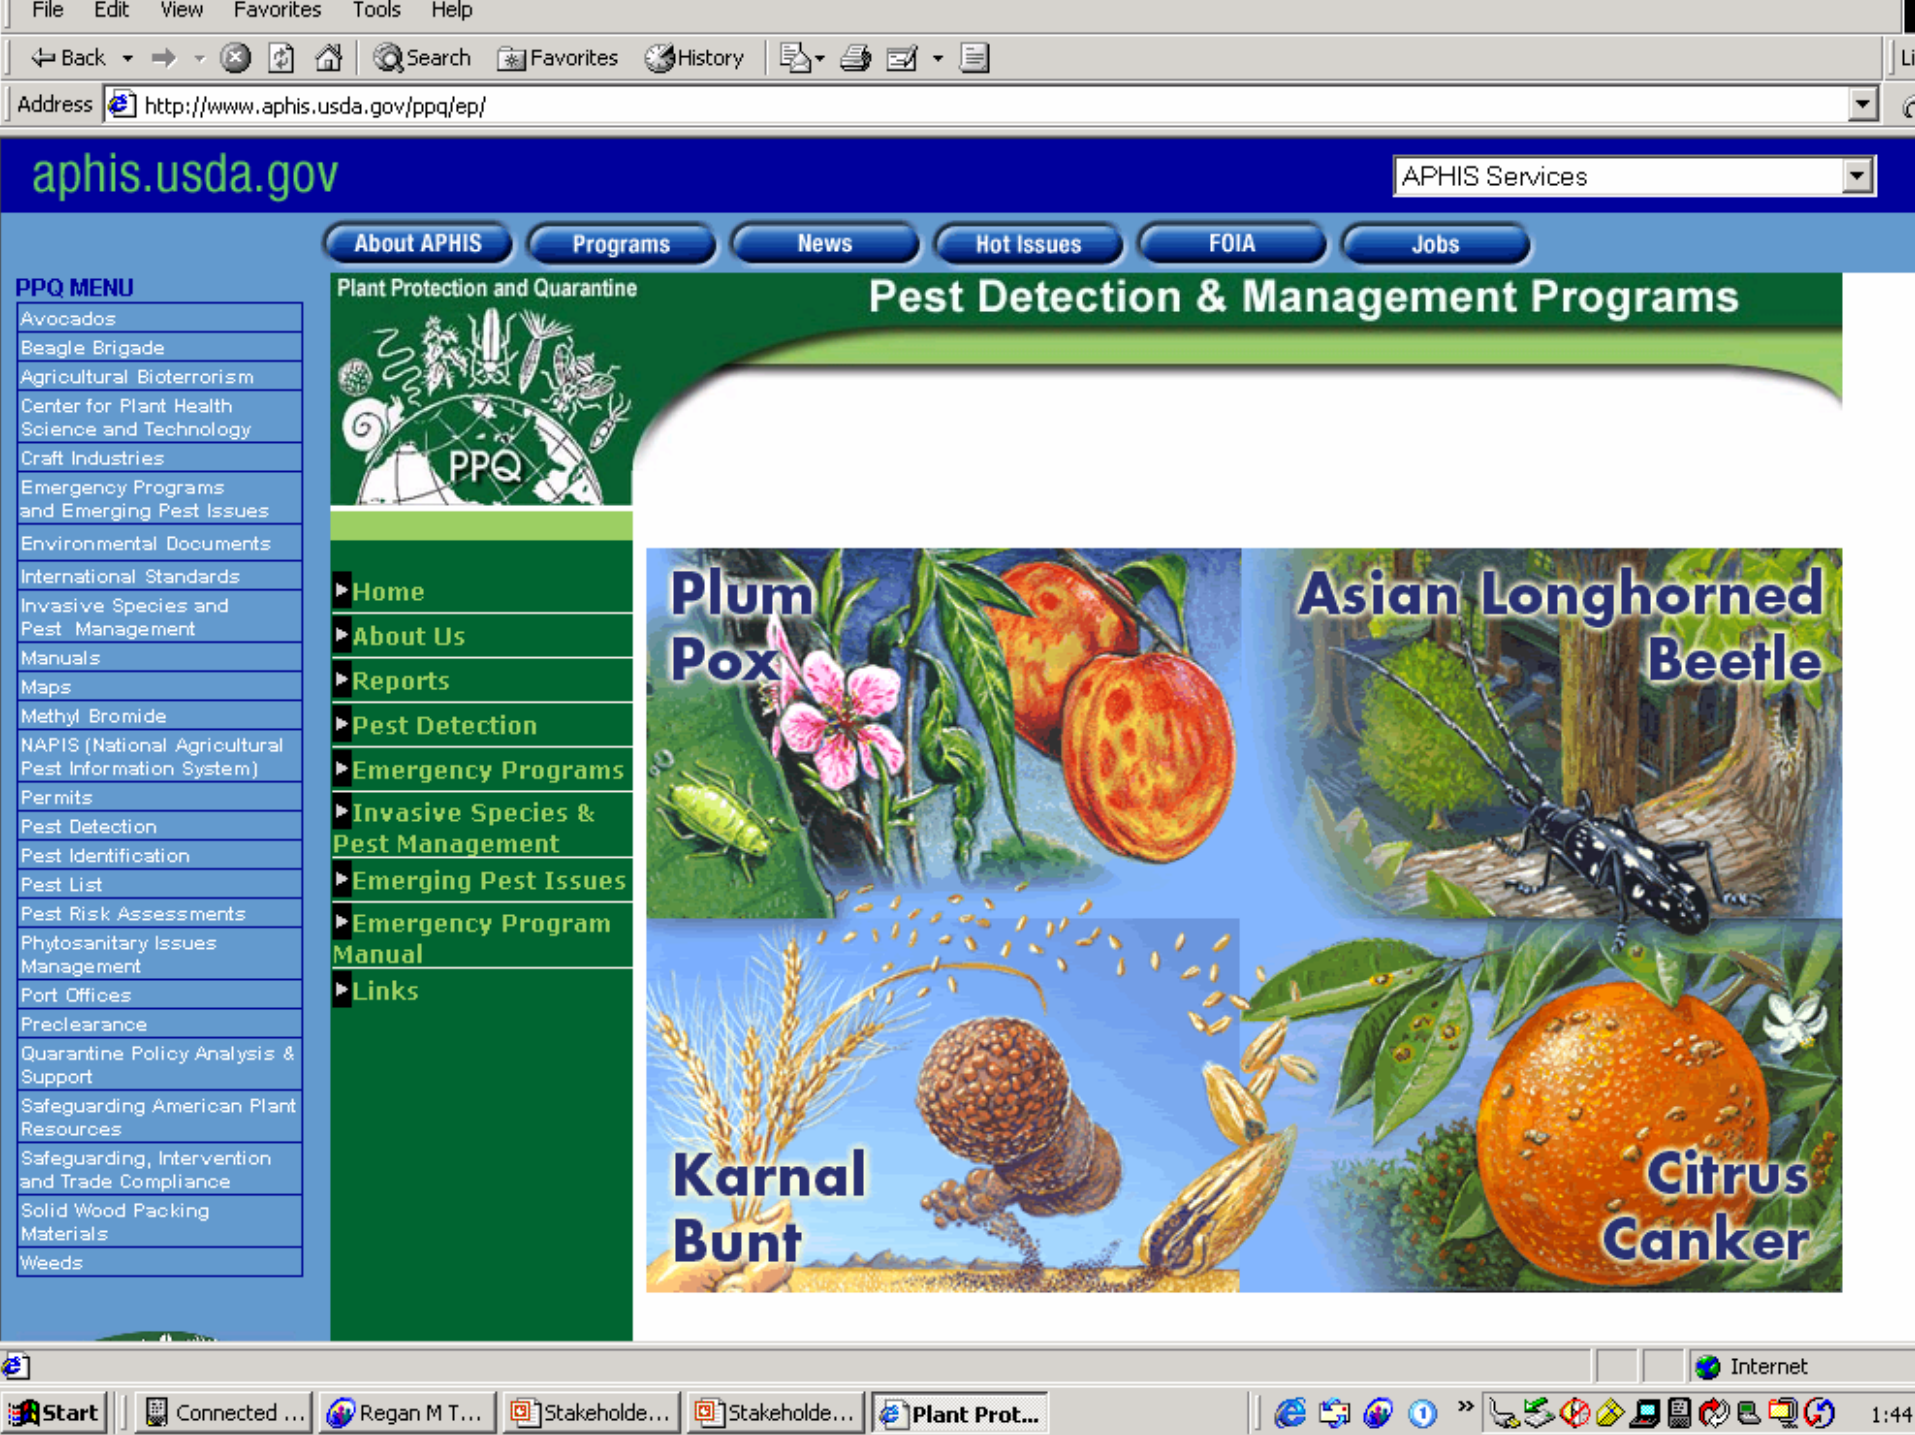 File Edit View Favorites Tools Help
Back Search Favorites History
Address http://www.aphis.usda.gov/ppq/ep/
aphis.usda.gov
APHIS Services
About APHIS Programs News Hot Issues FOIA Jobs
PPQ MENU
Avocados
Beagle Brigade
Agricultural Bioterrorism
Center for Plant Health
Science and Technology
Craft Industries
Emergency Programs
and Emerging Pest Issues
Environmental Documents
International Standards
Invasive Species and
Pest Management
Manuals
Maps
Methyl Bromide
NAPIS (National Agricultural
Pest Information System)
Permits
Pest Detection
Pest Identification
Pest List
Pest Risk Assessments
Phytosanitary Issues
Management
Port Offices
Preclearance
Quarantine Policy Analysis &
Support
Safeguarding American Plant
Resources
Safeguarding, Intervention
and Trade Compliance
Solid Wood Packing
Materials
Weeds
Plant Protection and Quarantine
PPQ
Home
About Us
Reports
Pest Detection
Emergency Programs
Invasive Species &
Pest Management
Emerging Pest Issues
Emergency Program
Manual
Links
Pest Detection & Management Programs
Plum
Pox
Asian Longhorned
Beetle
Karnal
Bunt
Citrus
Canker
Internet
Start Connected ... Regan M T... Stakeholde... Stakeholde... Plant Prot... 1:44